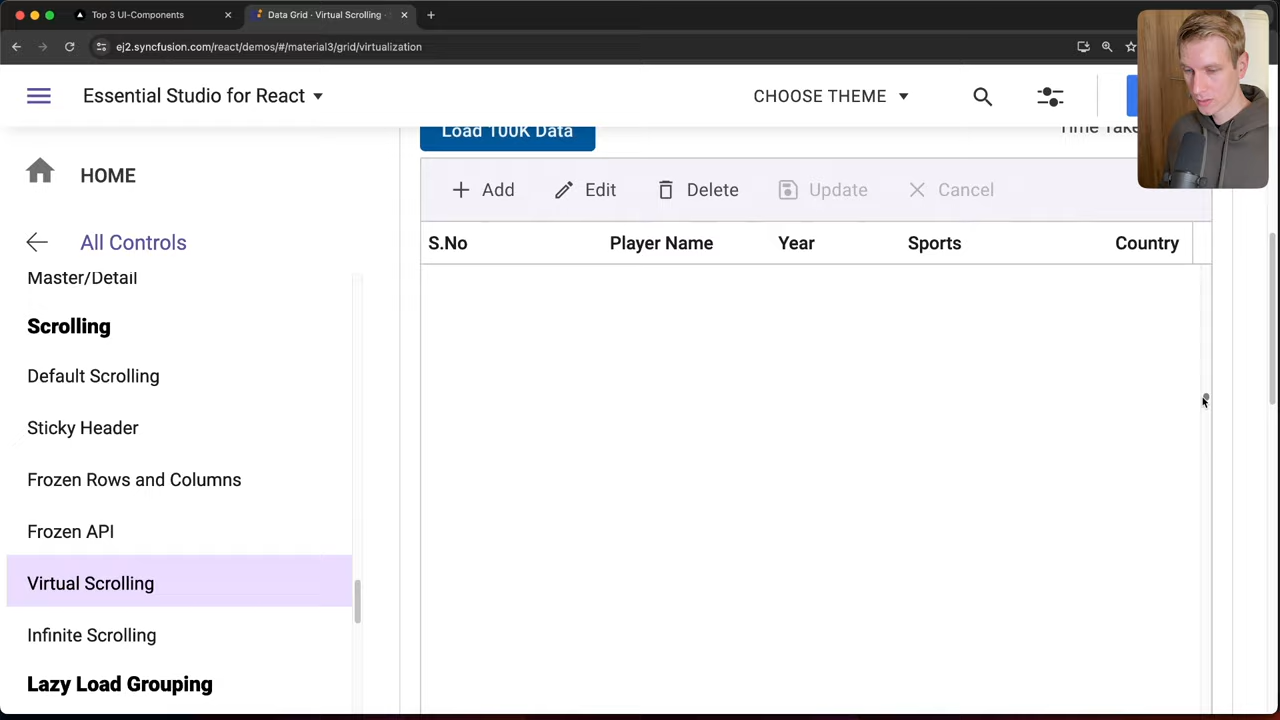 Top 3 UI-Components
Data Grid · Virtual Scrolling ·
ej2.syncfusion.com/react/demos/#/material3/grid/virtualization
Essential Studio for React
CHOOSE THEME
HOME
All Controls
Master/Detail
Scrolling
Default Scrolling
Sticky Header
Frozen Rows and Columns
Frozen API
Virtual Scrolling
Infinite Scrolling
Lazy Load Grouping
Load 100K Data
Time Take
Add Edit Delete Update Cancel
S.No Player Name Year Sports Country